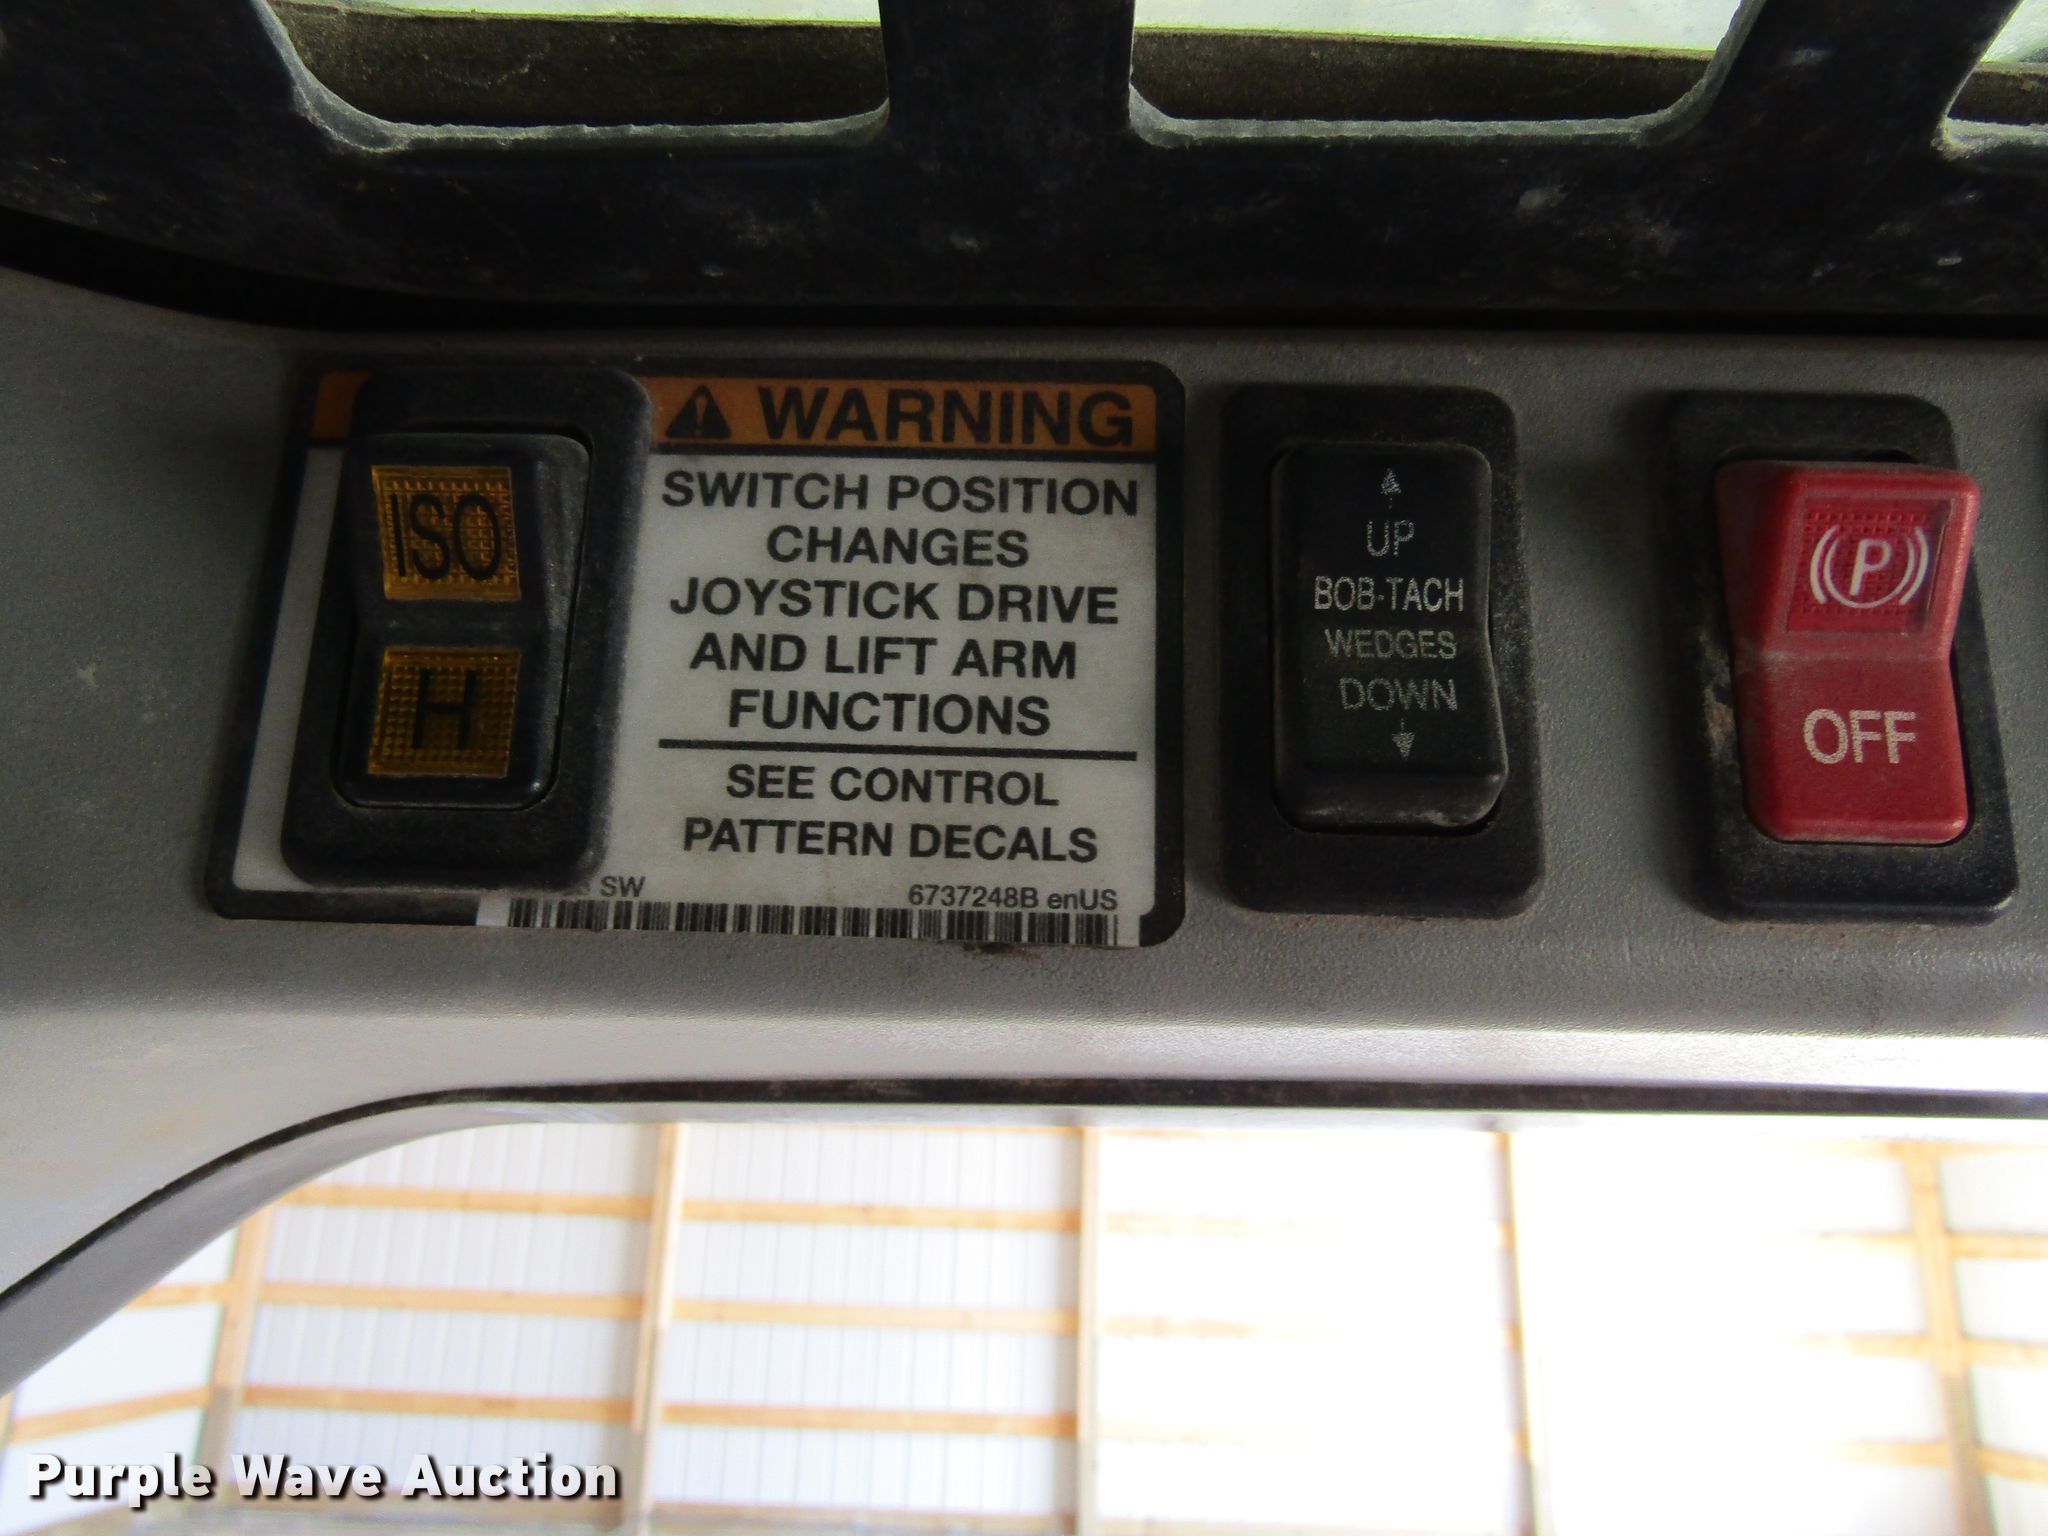 ISO
H
WARNING
SWITCH POSITION
CHANGES
JOYSTICK DRIVE
AND LIFT ARM
FUNCTIONS
SEE CONTROL
PATTERN DECALS
SW
6737248B enUS
UP
BOB-TACH
WEDGES
DOWN
P
OFF
Purple Wave Auction